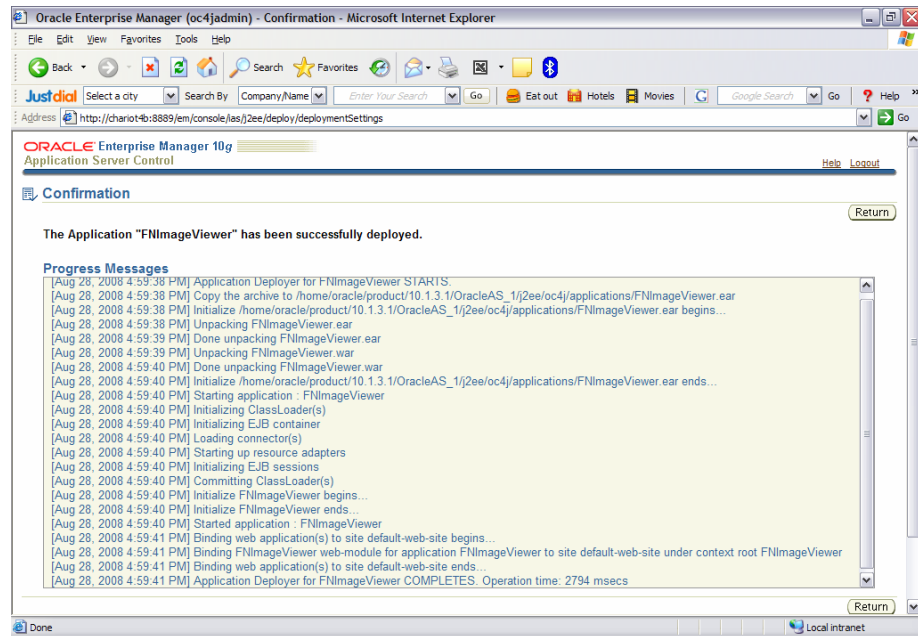 Oracle Enterprise Manager (oc4jadmin) - Confirmation - Microsoft Internet Explorer
File Edit View Favorites Tools Help
Back Search Favorites
Justdial Select a city Search By Company/Name Enter Your Search Go Eat out Hotels Movies G Google Search Go ? Help »
Address http://chariot4b:8889/em/console/ias/j2ee/deploy/deploymentSettings Go
ORACLE Enterprise Manager 10g
Application Server Control
Help Logout
Confirmation
Return
The Application "FNImageViewer" has been successfully deployed.
Progress Messages
[Aug 28, 2008 4:59:38 PM] Application Deployer for FNImageViewer STARTS.
[Aug 28, 2008 4:59:38 PM] Copy the archive to /home/oracle/product/10.1.3.1/OracleAS_1/j2ee/oc4j/applications/FNImageViewer.ear
[Aug 28, 2008 4:59:38 PM] Initialize /home/oracle/product/10.1.3.1/OracleAS_1/j2ee/oc4j/applications/FNImageViewer.ear begins...
[Aug 28, 2008 4:59:38 PM] Unpacking FNImageViewer.ear
[Aug 28, 2008 4:59:39 PM] Done unpacking FNImageViewer.ear
[Aug 28, 2008 4:59:39 PM] Unpacking FNImageViewer.war
[Aug 28, 2008 4:59:40 PM] Done unpacking FNImageViewer.war
[Aug 28, 2008 4:59:40 PM] Initialize /home/oracle/product/10.1.3.1/OracleAS_1/j2ee/oc4j/applications/FNImageViewer.ear ends...
[Aug 28, 2008 4:59:40 PM] Starting application : FNImageViewer
[Aug 28, 2008 4:59:40 PM] Initializing ClassLoader(s)
[Aug 28, 2008 4:59:40 PM] Initializing EJB container
[Aug 28, 2008 4:59:40 PM] Loading connector(s)
[Aug 28, 2008 4:59:40 PM] Starting up resource adapters
[Aug 28, 2008 4:59:40 PM] Initializing EJB sessions
[Aug 28, 2008 4:59:40 PM] Committing ClassLoader(s)
[Aug 28, 2008 4:59:40 PM] Initialize FNImageViewer begins...
[Aug 28, 2008 4:59:40 PM] Initialize FNImageViewer ends...
[Aug 28, 2008 4:59:40 PM] Started application : FNImageViewer
[Aug 28, 2008 4:59:41 PM] Binding web application(s) to site default-web-site begins...
[Aug 28, 2008 4:59:41 PM] Binding FNImageViewer web-module for application FNImageViewer to site default-web-site under context root FNImageViewer
[Aug 28, 2008 4:59:41 PM] Binding web application(s) to site default-web-site ends...
[Aug 28, 2008 4:59:41 PM] Application Deployer for FNImageViewer COMPLETES. Operation time: 2794 msecs
Return
Done Local intranet